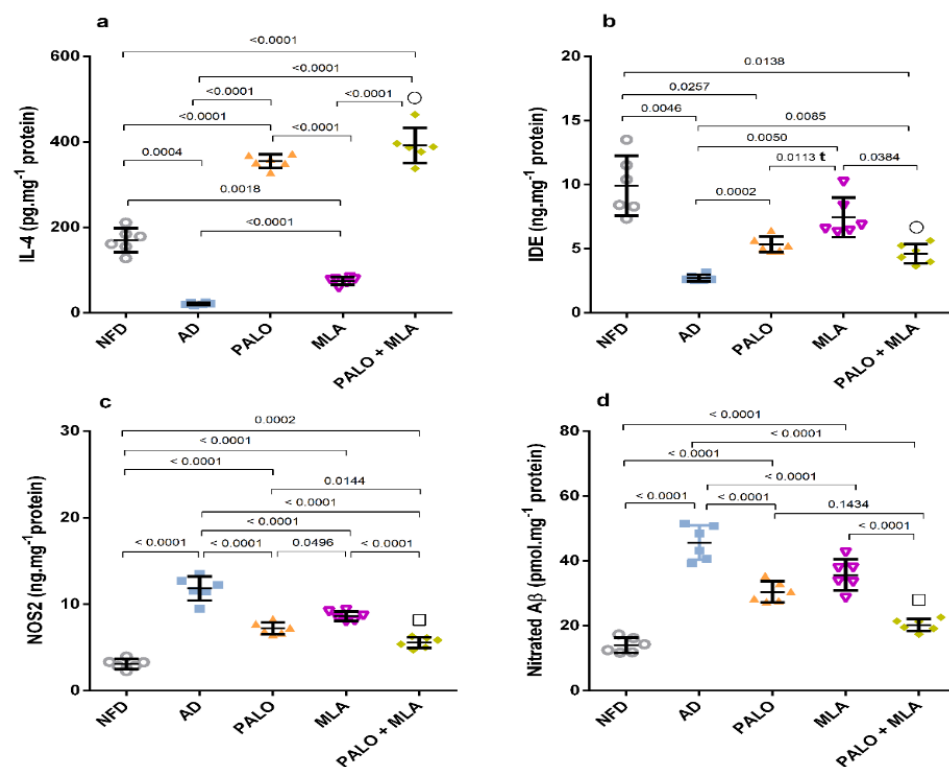 a
<0.0001
<0.0001
<0.0001
<0.0001
<0.0001
<0.0001
0.0004
0.0018
<0.0001
600
400
200
0
IL-4 (pg.mg⁻¹ protein)
NFD
AD
PALO
MLA
PALO + MLA
b
0.0138
0.0257
0.0046
0.0085
0.0050
0.0113 t
0.0384
0.0002
20
15
10
5
0
IDE (ng.mg⁻¹ protein)
NFD
AD
PALO
MLA
PALO + MLA
c
0.0002
< 0.0001
< 0.0001
0.0144
< 0.0001
< 0.0001
< 0.0001
< 0.0001
0.0496
< 0.0001
30
20
10
0
NOS2 (ng.mg⁻¹protein)
NFD
AD
PALO
MLA
PALO + MLA
d
< 0.0001
< 0.0001
< 0.0001
< 0.0001
< 0.0001
< 0.0001
0.1434
< 0.0001
80
60
40
20
0
Nitrated Aβ (pmol.mg⁻¹ protein)
NFD
AD
PALO
MLA
PALO + MLA